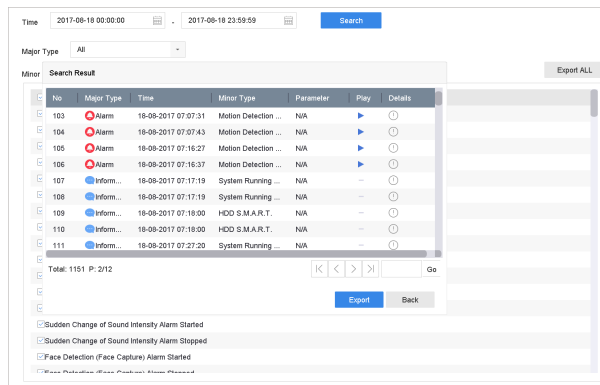 Time 2017-08-18 00:00:00 - 2017-08-18 23:59:59 Search
Major Type All
Minor
Export ALL
Search Result
No Major Type Time Minor Type Parameter Play Details
103 Alarm 18-08-2017 07:07:31 Motion Detection ... N/A
104 Alarm 18-08-2017 07:07:43 Motion Detection ... N/A
105 Alarm 18-08-2017 07:16:27 Motion Detection ... N/A
106 Alarm 18-08-2017 07:16:37 Motion Detection ... N/A
107 Inform... 18-08-2017 07:17:19 System Running ... N/A —
108 Inform... 18-08-2017 07:17:19 System Running ... N/A —
109 Inform... 18-08-2017 07:18:00 HDD S.M.A.R.T. N/A —
110 Inform... 18-08-2017 07:18:00 HDD S.M.A.R.T. N/A —
111 Inform... 18-08-2017 07:27:20 System Running ... N/A —
Total: 1151 P: 2/12 Go
Export Back
Sudden Change of Sound Intensity Alarm Started
Sudden Change of Sound Intensity Alarm Stopped
Face Detection (Face Capture) Alarm Started
Face Detection (Face Capture) Alarm Stopped